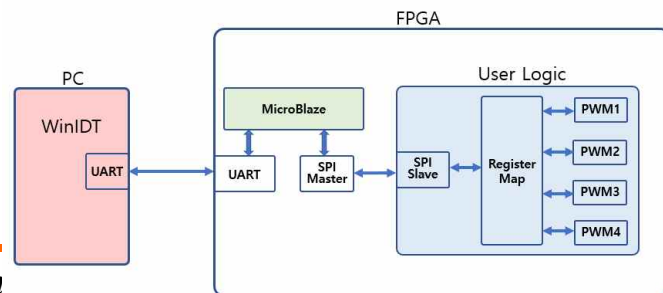 FPGA
PC
User Logic
WinIDT
MicroBlaze
UART
UART
SPI
Master
SPI
Slave
Register
Map
PWM1
PWM2
PWM3
PWM4